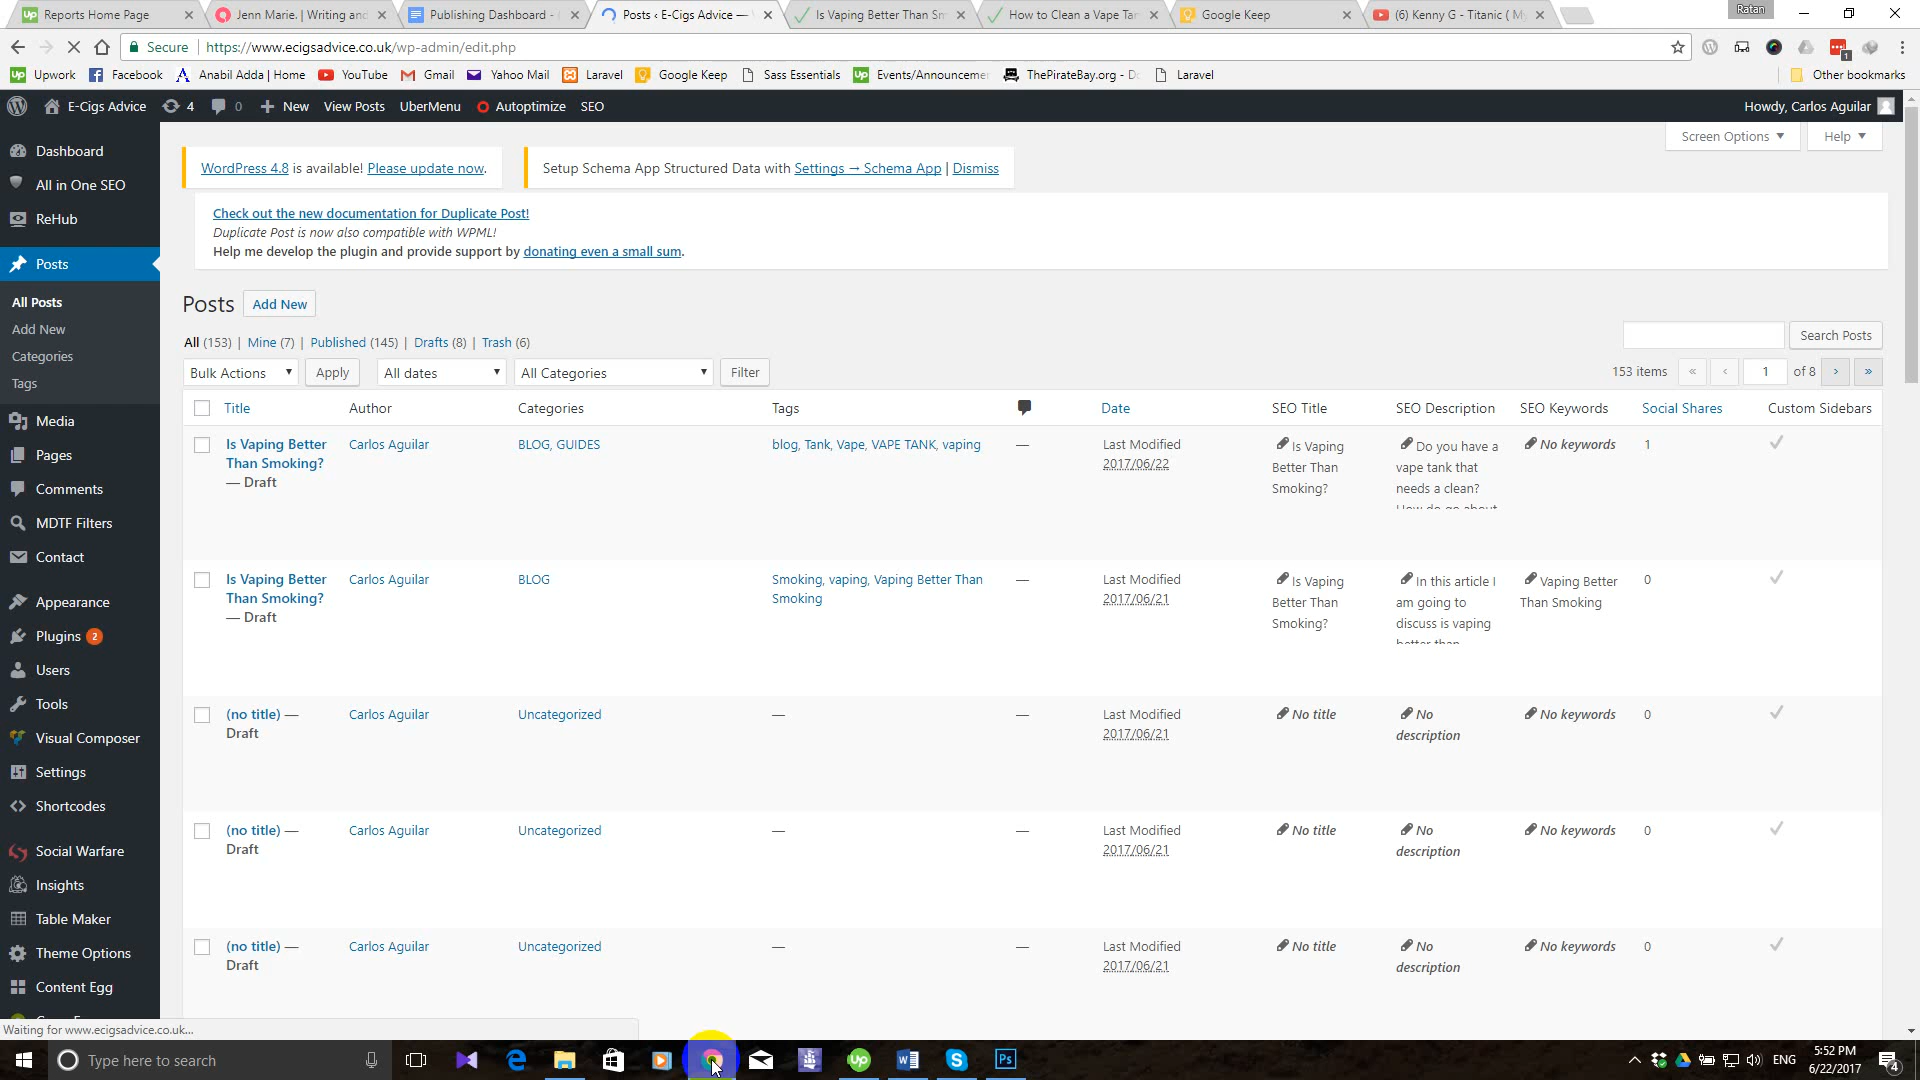 Reports Home Page
Jenn Marie. | Writing and
Publishing Dashboard -
Posts ‹ E-Cigs Advice —
Is Vaping Better Than Sm
How to Clean a Vape Tan
Google Keep
(6) Kenny G - Titanic ( My
Ratan
Secure
https://www.ecigsadvice.co.uk/wp-admin/edit.php
Upwork
Facebook
Anabil Adda | Home
YouTube
Gmail
Yahoo Mail
Laravel
Google Keep
Sass Essentials
Events/Announcemen
ThePirateBay.org - D
Laravel
Other bookmarks
E-Cigs Advice
4
0
New
View Posts
UberMenu
Autoptimize
SEO
Howdy, Carlos Aguilar
Dashboard
All in One SEO
ReHub
Posts
All Posts
Add New
Categories
Tags
Media
Pages
Comments
MDTF Filters
Contact
Appearance
Plugins 2
Users
Tools
Visual Composer
Settings
Shortcodes
Social Warfare
Insights
Table Maker
Theme Options
Content Egg
Screen Options
Help
WordPress 4.8 is available! Please update now.
Setup Schema App Structured Data with Settings → Schema App | Dismiss
Check out the new documentation for Duplicate Post!
Duplicate Post is now also compatible with WPML!
Help me develop the plugin and provide support by donating even a small sum.
Posts Add New
All (153) | Mine (7) | Published (145) | Drafts (8) | Trash (6)
Search Posts
Bulk Actions
Apply
All dates
All Categories
Filter
153 items « ‹ 1 of 8 › »
Title Author Categories Tags Date SEO Title SEO Description SEO Keywords Social Shares Custom Sidebars
Is Vaping Better
Than Smoking?
— Draft
Carlos Aguilar
BLOG, GUIDES
blog, Tank, Vape, VAPE TANK, vaping
—
Last Modified
2017/06/22
Is Vaping
Better Than
Smoking?
Do you have a
vape tank that
needs a clean?
How do go about
No keywords
1
Is Vaping Better
Than Smoking?
— Draft
Carlos Aguilar
BLOG
Smoking, vaping, Vaping Better Than
Smoking
—
Last Modified
2017/06/21
Is Vaping
Better Than
Smoking?
In this article I
am going to
discuss is vaping
better than
Vaping Better
Than Smoking
0
(no title) —
Draft
Carlos Aguilar
Uncategorized
—
—
Last Modified
2017/06/21
No title
No
description
No keywords
0
(no title) —
Draft
Carlos Aguilar
Uncategorized
—
—
Last Modified
2017/06/21
No title
No
description
No keywords
0
(no title) —
Draft
Carlos Aguilar
Uncategorized
—
—
Last Modified
2017/06/21
No title
No
description
No keywords
0
Waiting for www.ecigsadvice.co.uk...
Type here to search
ENG
5:52 PM
6/22/2017
4